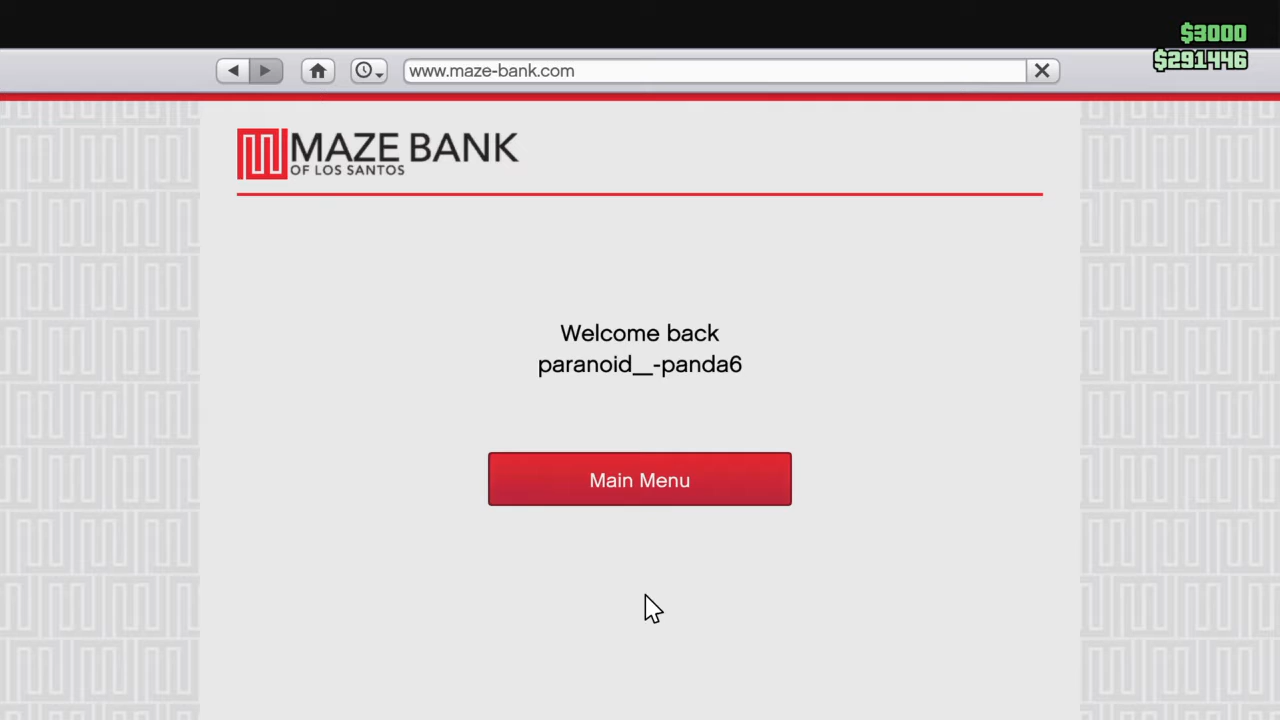 $3000
$291446
www.maze-bank.com
MAZE BANK
OF LOS SANTOS
Welcome back
paranoid__-panda6
Main Menu